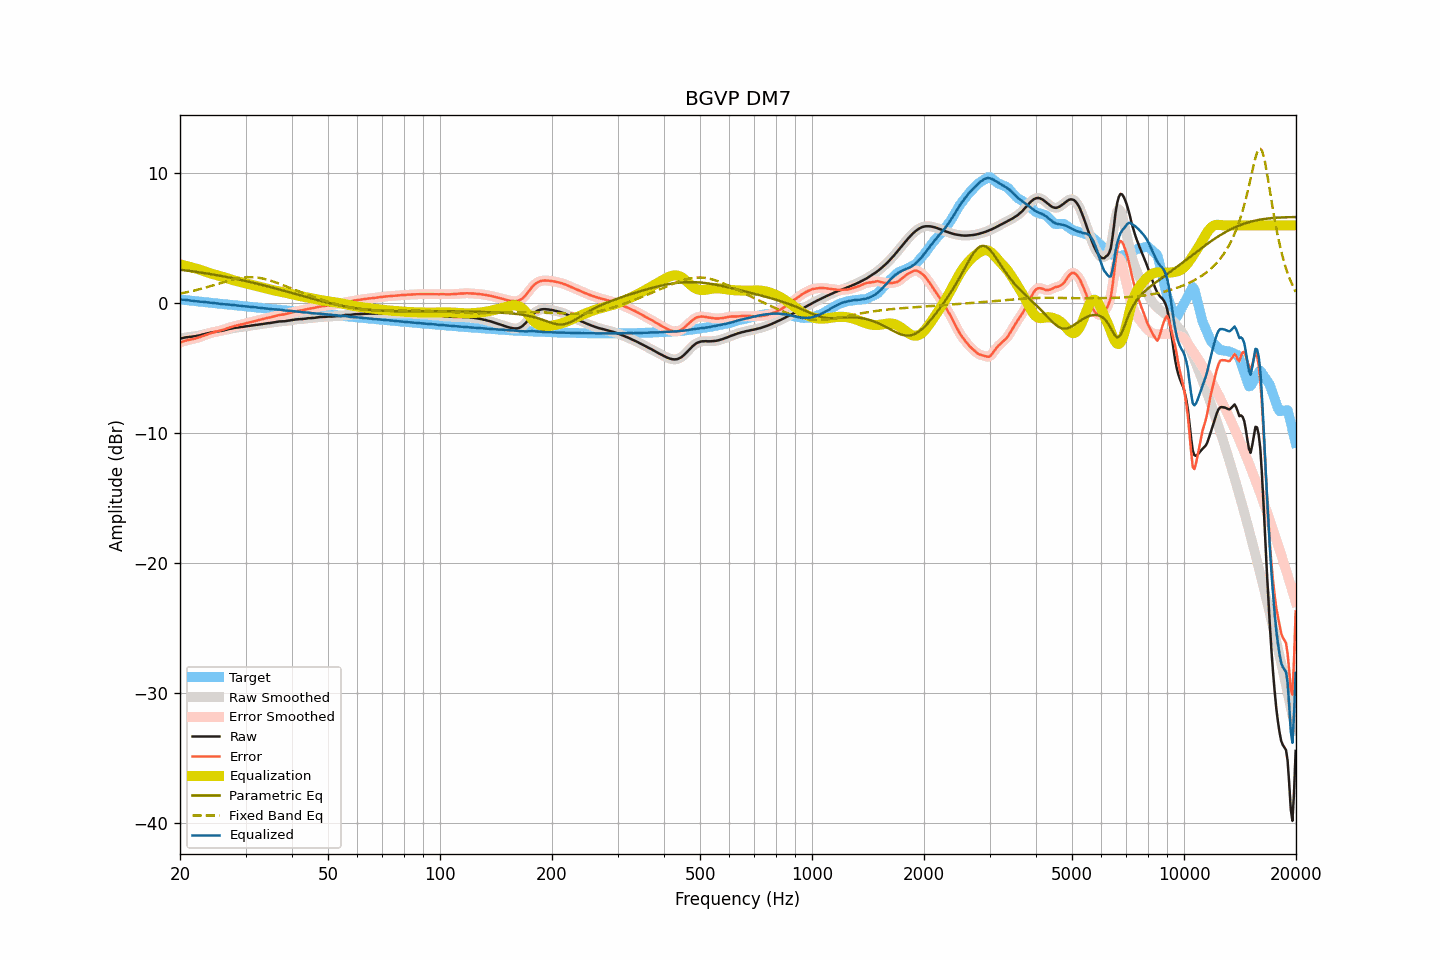 BGVP DM7
10
0
−10
−20
−30
−40
Amplitude (dBr)
Target
Raw Smoothed
Error Smoothed
Raw
Error
Equalization
Parametric Eq
Fixed Band Eq
Equalized
20 50 100 200 500 1000 2000 5000 10000 20000
Frequency (Hz)